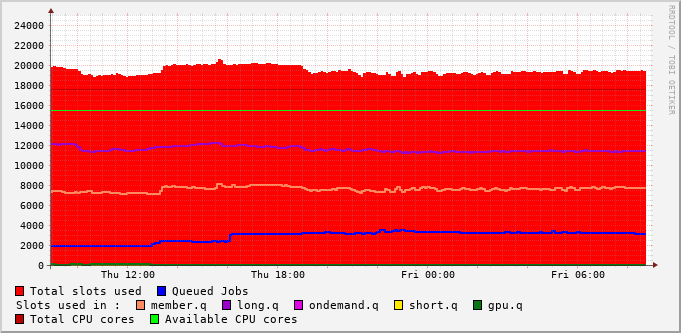 RRDTOOL / TOBI OETIKER
24000
22000
20000
18000
16000
14000
12000
10000
8000
6000
4000
2000
0
Thu 12:00 Thu 18:00 Fri 00:00 Fri 06:00
Total slots used Queued Jobs
Slots used in : member.q long.q ondemand.q short.q gpu.q
Total CPU cores Available CPU cores